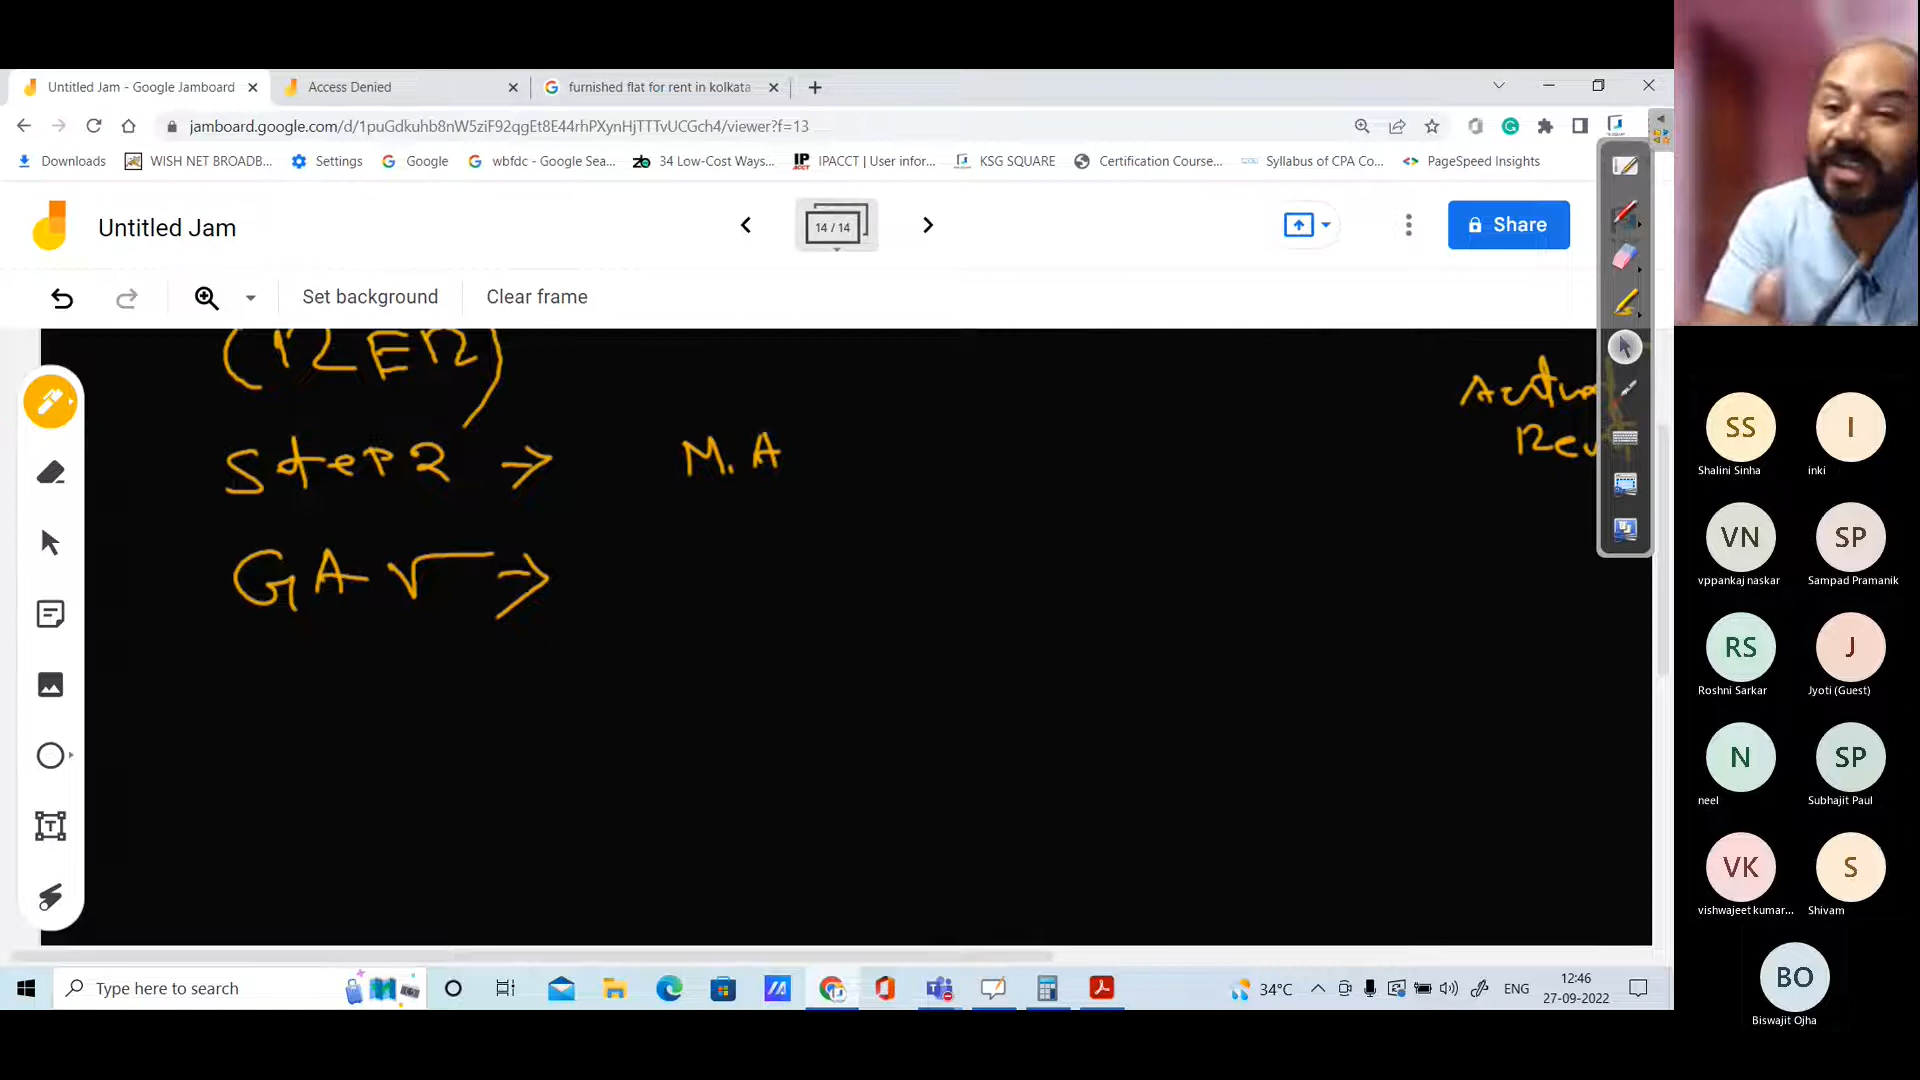 Untitled Jam - Google Jamboard
Access Denied
furnished flat for rent in kolkata
jamboard.google.com/d/1puGdkuhb8nW5ziF92qgEt8E44rhPXynHjTTTvUCGch4/viewer?f=13
Downloads
WISH NET BROADB...
Settings
Google
wbfdc - Google Sea...
34 Low-Cost Ways...
IPACCT | User infor...
KSG SQUARE
Certification Course...
Syllabus of CPA Co...
PageSpeed Insights
Untitled Jam
14 / 14
Share
Set background
Clear frame
(RER)
Step 2 → M.A
GAV →
SS
Shalini Sinha
I
inki
VN
vppankaj naskar
SP
Sampad Pramanik
RS
Roshni Sarkar
J
Jyoti (Guest)
N
neel
SP
Subhajit Paul
VK
vishwajeet kumar...
S
Shivam
BO
Biswajit Ojha
Type here to search
34°C
ENG
12:46
27-09-2022